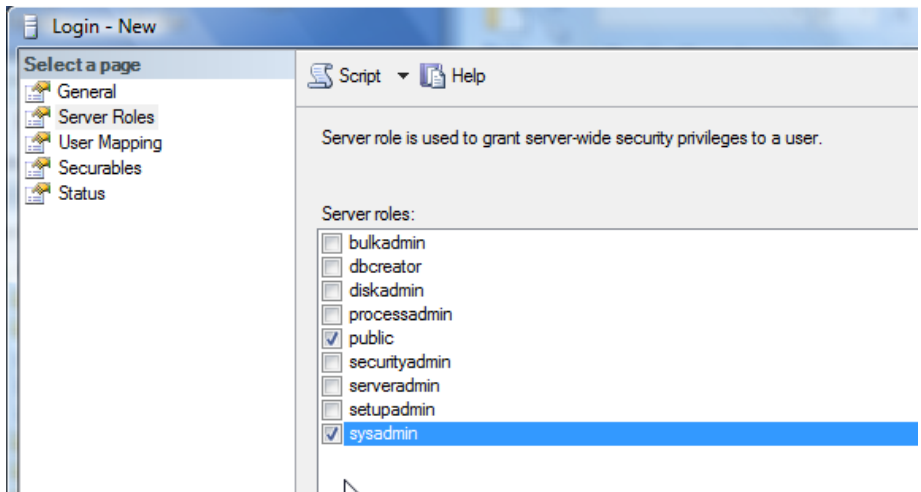 Login - New
Select a page
General
Server Roles
User Mapping
Securables
Status
Script Help
Server role is used to grant server-wide security privileges to a user.
Server roles:
bulkadmin
dbcreator
diskadmin
processadmin
public
securityadmin
serveradmin
setupadmin
sysadmin